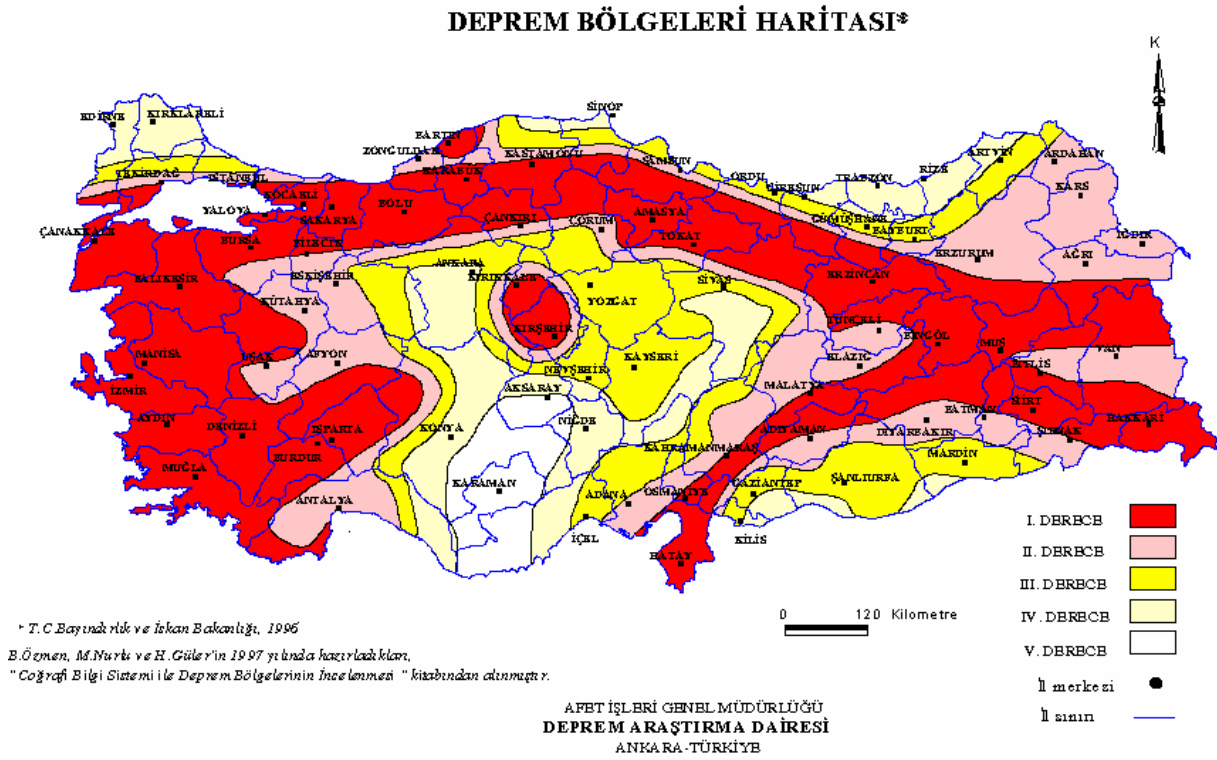 DEPREM BÖLGELERİ HARİTASI*
K
SİNOP
EDİRNE
KIRKLARELİ
BARTIN
ZONGULDAK
KASTAMONU
SAMSUN
ARTVİN
ARDAHAN
TEKİRDAĞ
İSTANBUL
KARABÜK
ORDU
GİRESUN
TRABZON
RİZE
KARS
KOCAELİ
YALOVA
SAKARYA
BOLU
ÇANKIRI
ÇORUM
AMASYA
TOKAT
GÜMÜŞHANE
BAYBURT
ÇANAKKALE
BURSA
BİLECİK
ERZURUM
IĞDIR
AĞRI
BALIKESİR
ESKİŞEHİR
ANKARA
KIRIKKALE
YOZGAT
SİVAS
ERZİNCAN
KÜTAHYA
KIRŞEHİR
TUNCELİ
BİNGÖL
MUŞ
VAN
MANİSA
UŞAK
AFYON
NEVŞEHİR
KAYSERİ
ELAZIĞ
BİTLİS
İZMİR
AKSARAY
MALATYA
SİİRT
AYDIN
DENİZLİ
ISPARTA
KONYA
NİĞDE
KAHRAMANMARAŞ
ADIYAMAN
DİYARBAKIR
BATMAN
ŞIRNAK
HAKKARİ
BURDUR
MUĞLA
ANTALYA
KARAMAN
ADANA
OSMANİYE
GAZİANTEP
ŞANLIURFA
MARDİN
İÇEL
KİLİS
HATAY
I. DERECE
II. DERECE
III. DERECE
IV. DERECE
V. DERECE
İl merkezi
İl sınırı
0 120 Kilometre
* T.C.Bayındırlık ve İskan Bakanlığı, 1996
B.Özmen, M.Nurlu ve H.Güler'in 1997 yılında hazırladıkları,
"Coğrafi Bilgi Sistemi ile Deprem Bölgelerinin İncelenmesi " kitabından alınmıştır.
AFET İŞLERİ GENEL MÜDÜRLÜĞÜ
DEPREM ARAŞTIRMA DAİRESİ
ANKARA-TÜRKİYE